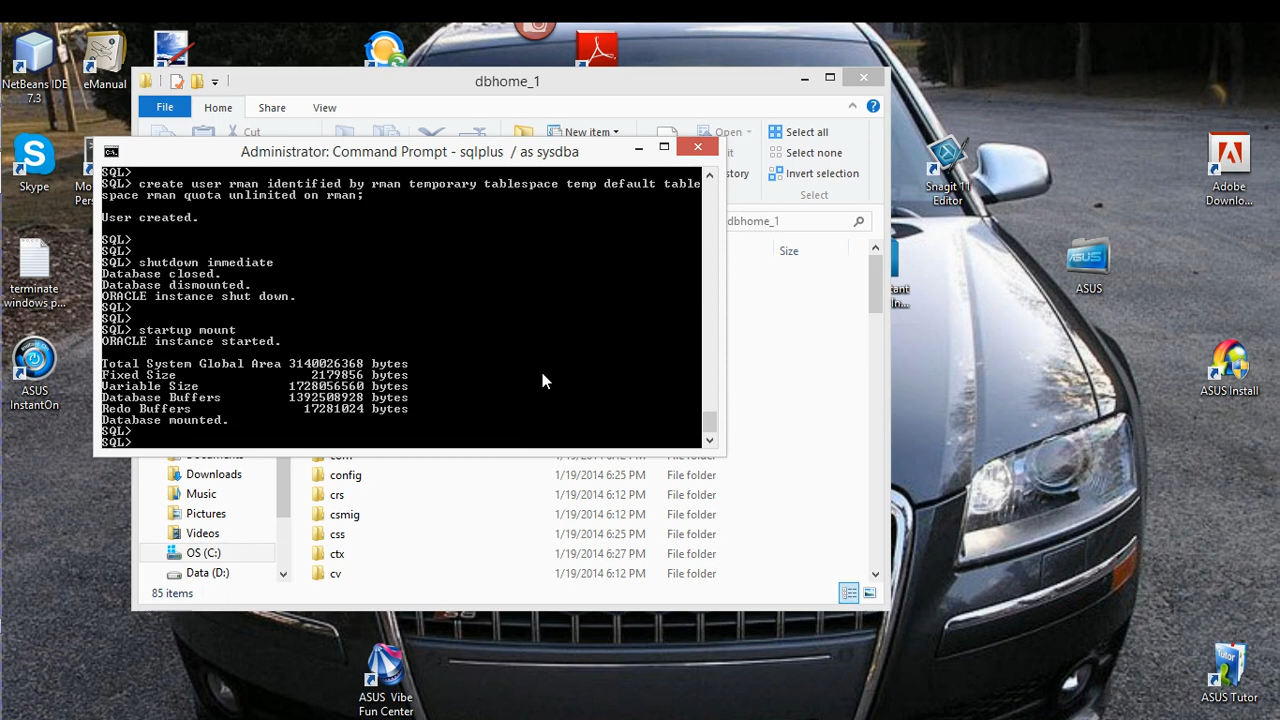 NetBeans IDE
7.3
eManual
Skype
terminate
windows p...
ASUS
InstantOn
dbhome_1
File
Home
Share
View
Cut
New item
Open
Select all
Select none
Invert selection
Select
Administrator: Command Prompt - sqlplus / as sysdba
SQL>
SQL> create user rman identified by rman temporary tablespace temp default table
space rman quota unlimited on rman;
User created.
SQL>
SQL>
SQL> shutdown immediate
Database closed.
Database dismounted.
ORACLE instance shut down.
SQL>
SQL>
SQL> startup mount
ORACLE instance started.
Total System Global Area 3140026368 bytes
Fixed Size 2179856 bytes
Variable Size 1728056560 bytes
Database Buffers 1392508928 bytes
Redo Buffers 17281024 bytes
Database mounted.
SQL>
SQL>
dbhome_1
Size
Downloads
Music
Pictures
Videos
OS (C:)
Data (D:)
config 1/19/2014 6:25 PM File folder
crs 1/19/2014 6:12 PM File folder
csmig 1/19/2014 6:12 PM File folder
css 1/19/2014 6:25 PM File folder
ctx 1/19/2014 6:27 PM File folder
cv 1/19/2014 6:12 PM File folder
85 items
Snagit 11
Editor
Adobe
Downlo...
ASUS
ASUS Install
ASUS Vibe
Fun Center
ASUS Tutor